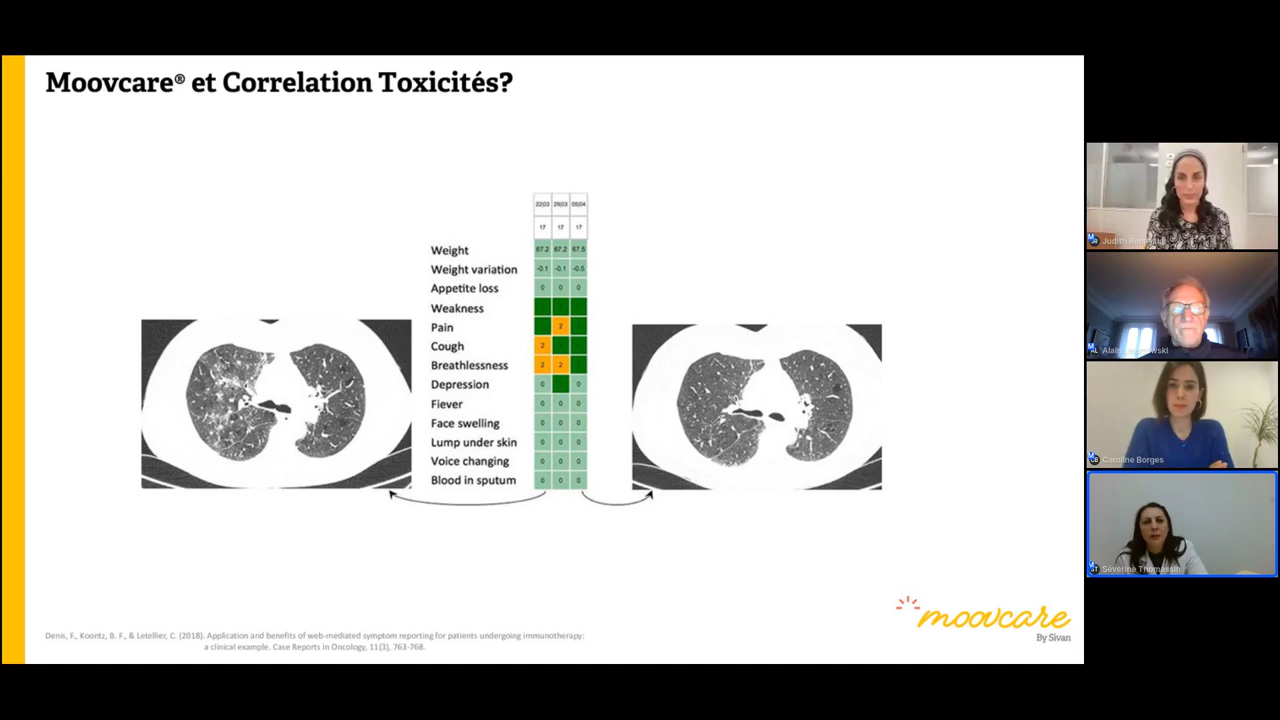 Moovcare® et Correlation Toxicités?
22|03 29|03 05|04
17 17 17
Weight 67.2 67.2 67.5
Weight variation -0.1 -0.1 -0.5
Appetite loss 0 0 0
Weakness
Pain 2
Cough 2
Breathlessness 2 2
Depression 0 0
Fiever 0 0 0
Face swelling 0 0 0
Lump under skin 0 0 0
Voice changing 0 0 0
Blood in sputum 0 0 0
Denis, F., Koontz, B. F., & Letellier, C. (2018). Application and benefits of web-mediated symptom reporting for patients undergoing immunotherapy:
a clinical example. Case Reports in Oncology, 11(3), 763-768.
moovcare
By Sivan
Judith
Alain
Caroline Borges
Séverine Thomassin